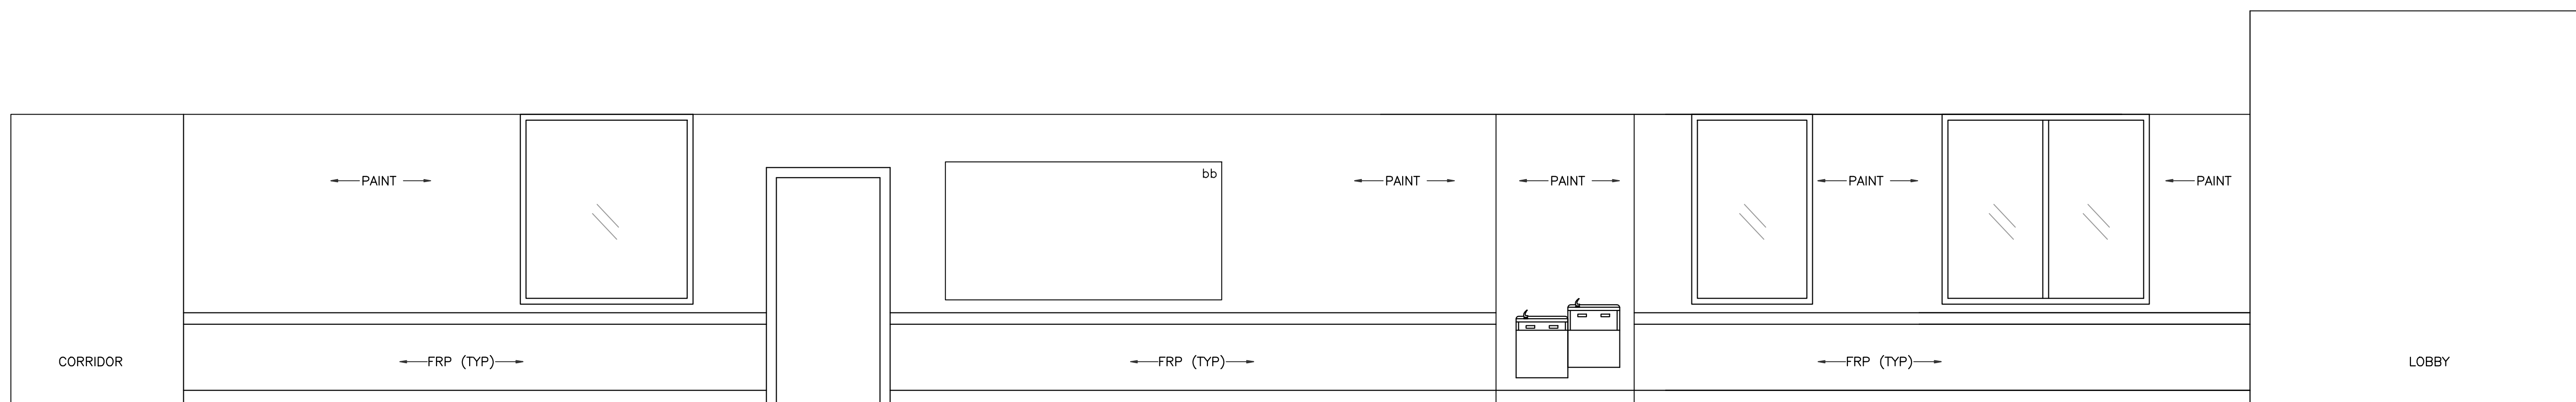 bb
PAINT
PAINT
PAINT
PAINT
PAINT
CORRIDOR
FRP (TYP)
FRP (TYP)
FRP (TYP)
LOBBY